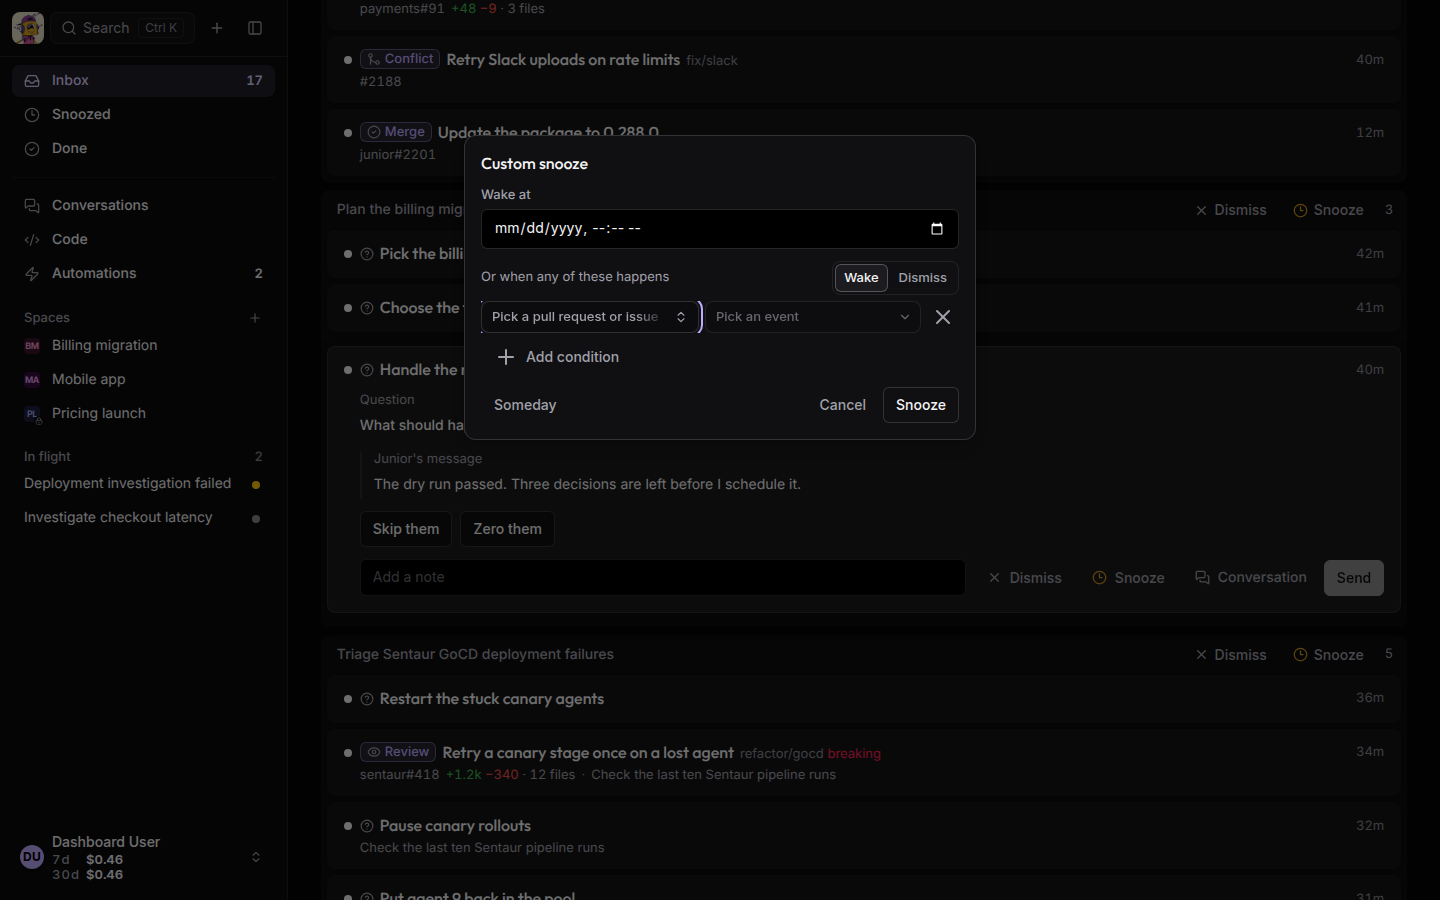 Search Ctrl K
Inbox 17
Snoozed
Done
Conversations
Code
Automations 2
Spaces
BM Billing migration
MA Mobile app
PL Pricing launch
In flight 2
Deployment investigation failed
Investigate checkout latency
DU Dashboard User
7d $0.46
30d $0.46
payments#91 +48 −9 · 3 files
Conflict Retry Slack uploads on rate limits fix/slack 40m
#2188
Merge Update the package to 0.288.0 12m
junior#2201
Plan the billing mig Dismiss Snooze 3
Pick the billi 42m
Choose the 42m
Handle the 40m
Question
What should ha
Junior's message
The dry run passed. Three decisions are left before I schedule it.
Skip them Zero them
Add a note Dismiss Snooze Conversation Send
Triage Sentaur GoCD deployment failures Dismiss Snooze 5
Restart the stuck canary agents 36m
Review Retry a canary stage once on a lost agent refactor/gocd breaking 34m
sentaur#418 +1.2k −340 · 12 files · Check the last ten Sentaur pipeline runs
Pause canary rollouts 32m
Check the last ten Sentaur pipeline runs
Put agent 9 back in the pool 31m
Custom snooze
Wake at
mm/dd/yyyy, --:-- --
Or when any of these happens Wake Dismiss
Pick a pull request or issue Pick an event
Add condition
Someday Cancel Snooze